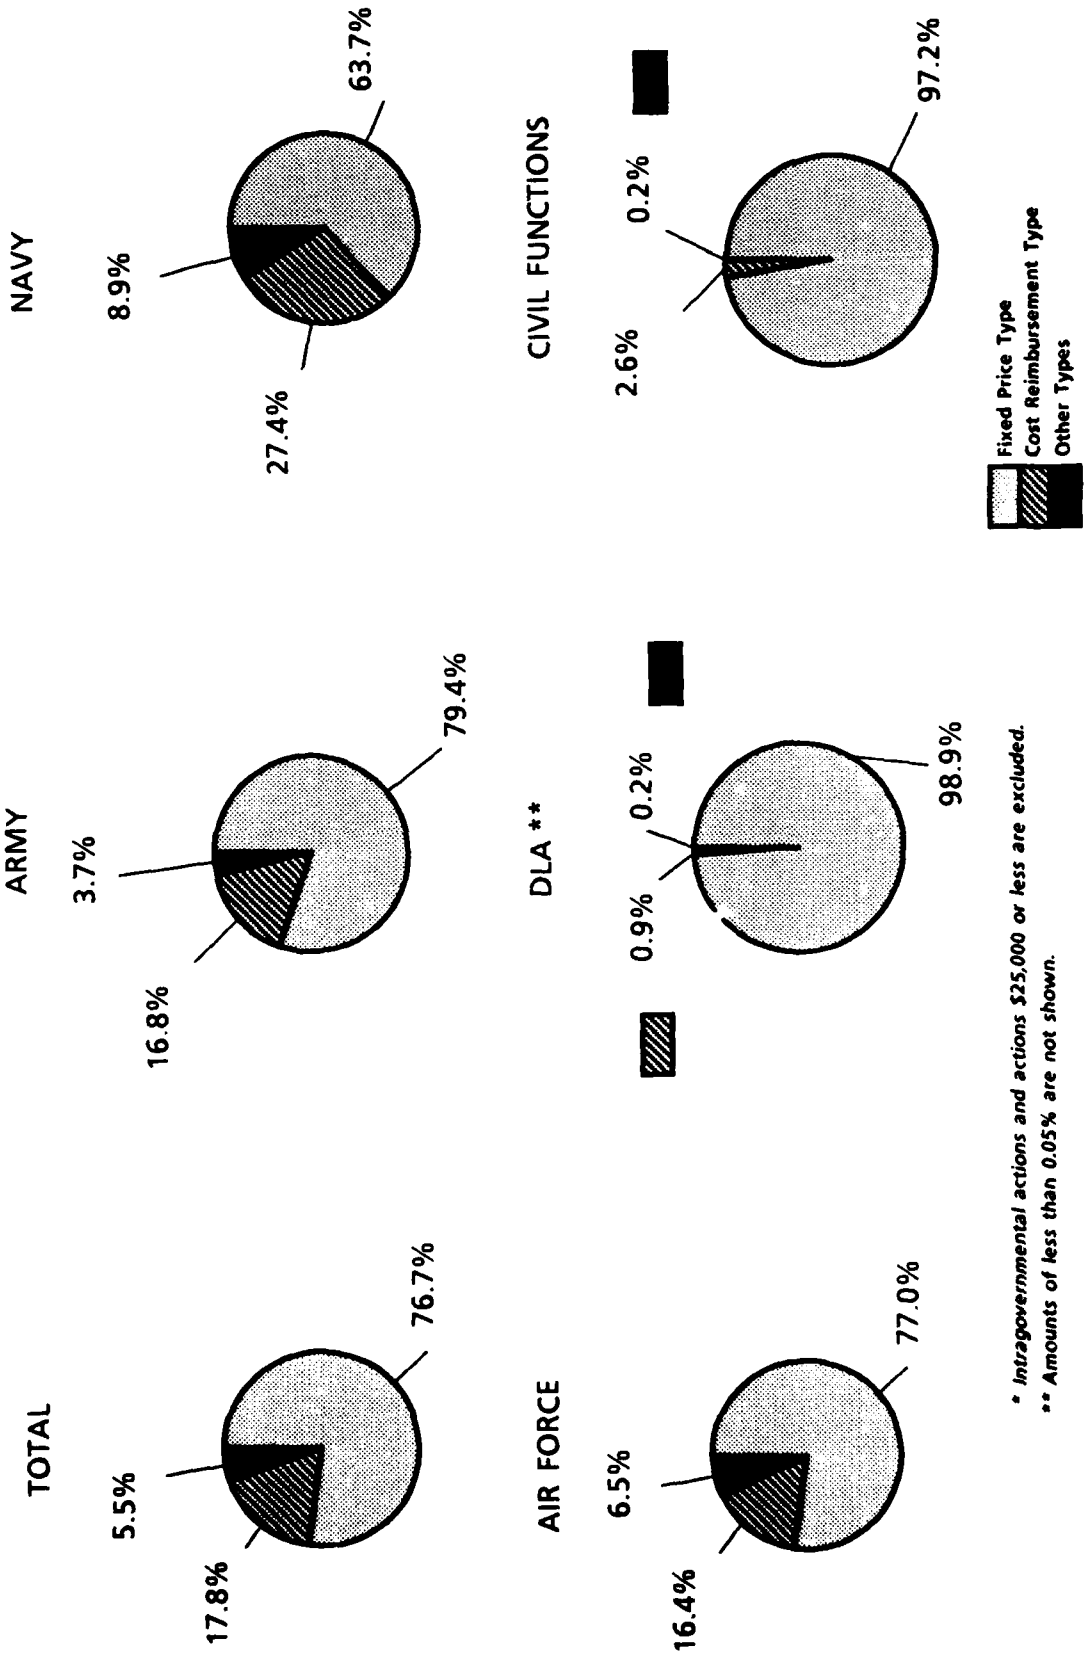 TOTAL
5.5%
17.8%
76.7%
ARMY
3.7%
16.8%
79.4%
NAVY
8.9%
27.4%
63.7%
AIR FORCE
6.5%
16.4%
77.0%
DLA **
0.9%
0.2%
98.9%
CIVIL FUNCTIONS
2.6%
0.2%
97.2%
Fixed Price Type
Cost Reimbursement Type
Other Types
* Intragovernmental actions and actions $25,000 or less are excluded.
** Amounts of less than 0.05% are not shown.